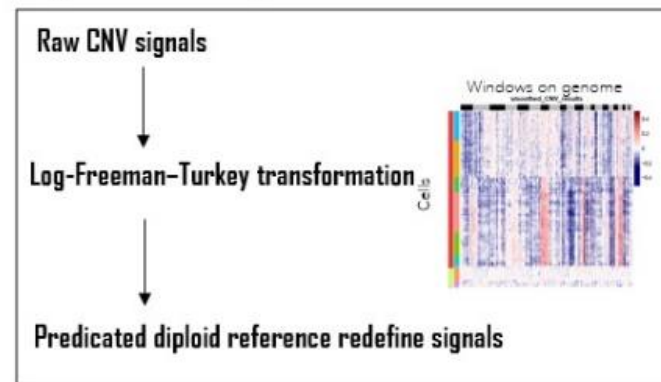 Raw CNV signals
Windows on genome
Log-Freeman–Turkey transformation
Cells
Predicated diploid reference redefine signals